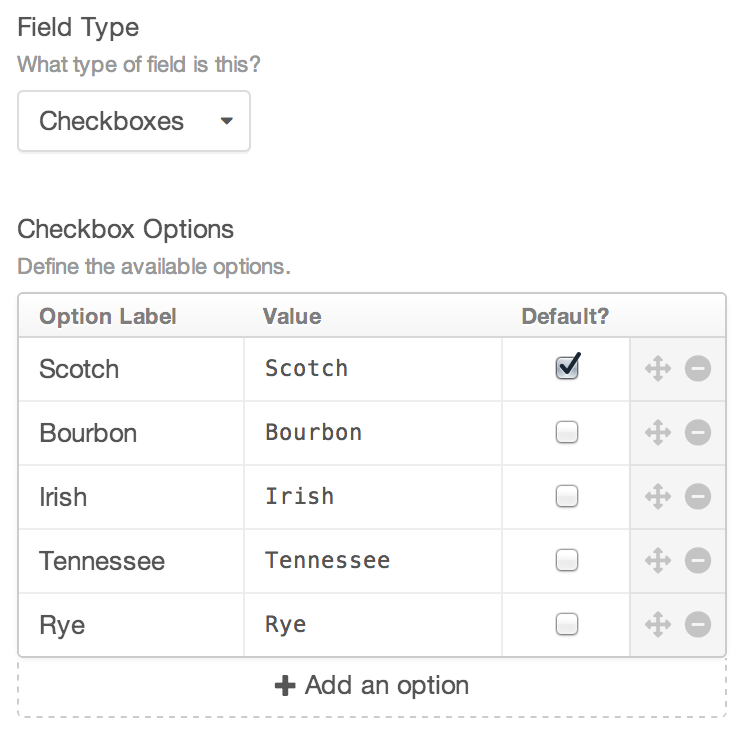 Field Type
What type of field is this?
Checkboxes
Checkbox Options
Define the available options.
Option Label Value Default?
Scotch Scotch
Bourbon Bourbon
Irish Irish
Tennessee Tennessee
Rye Rye
Add an option